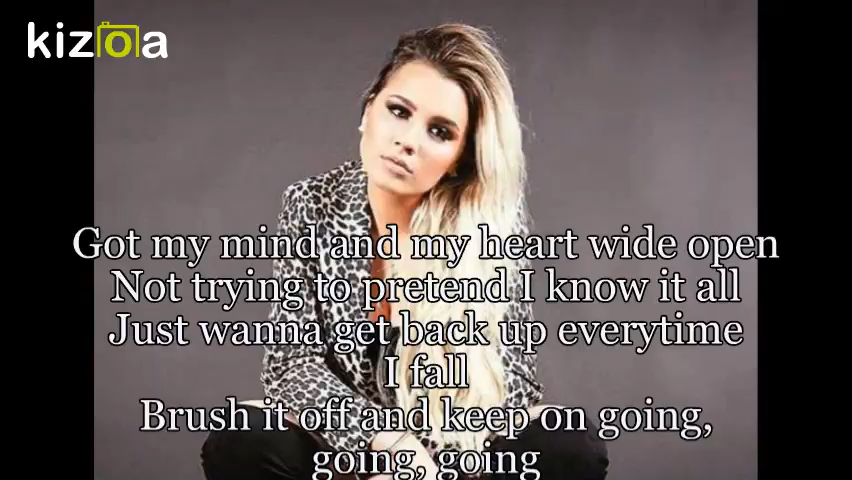 kizoa
Got my mind and my heart wide open
Not trying to pretend I know it all
Just wanna get back up everytime
I fall
Brush it off and keep on going,
going, going